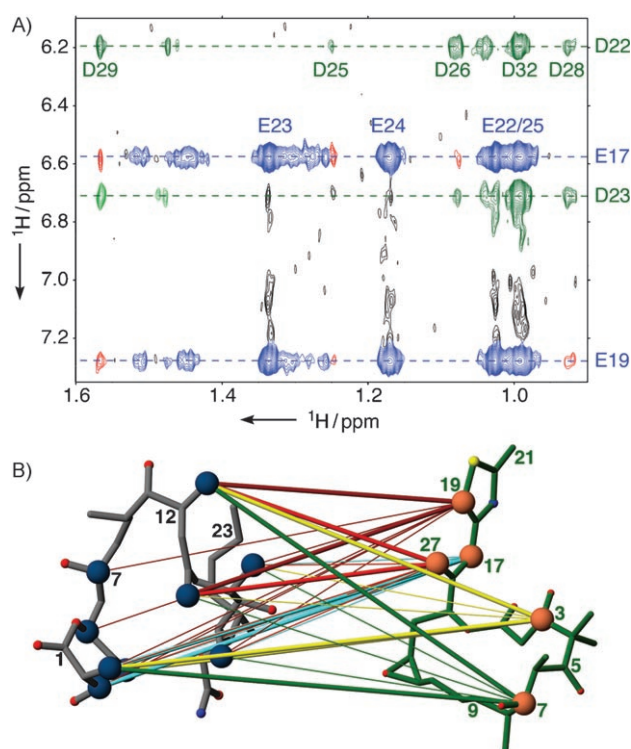 A)
6.2
D22
D29
D25
D26
D32
D28
6.4
E23
E24
E22/25
6.6
E17
¹H / ppm
D23
6.8
7.0
7.2
E19
1.6
1.4
1.2
1.0
¹H / ppm
B)
21
19
12
23
27
17
7
3
1
5
9
7